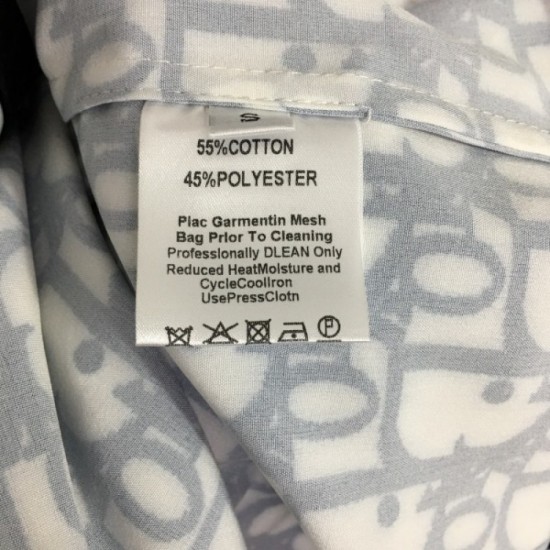 S
55%COTTON
45%POLYESTER
Plac Garmentin Mesh
Bag Prior To Cleaning
Professionally DLEAN Only
Reduced HeatMoisture and
CycleCoolIron
UsePressClotn
P